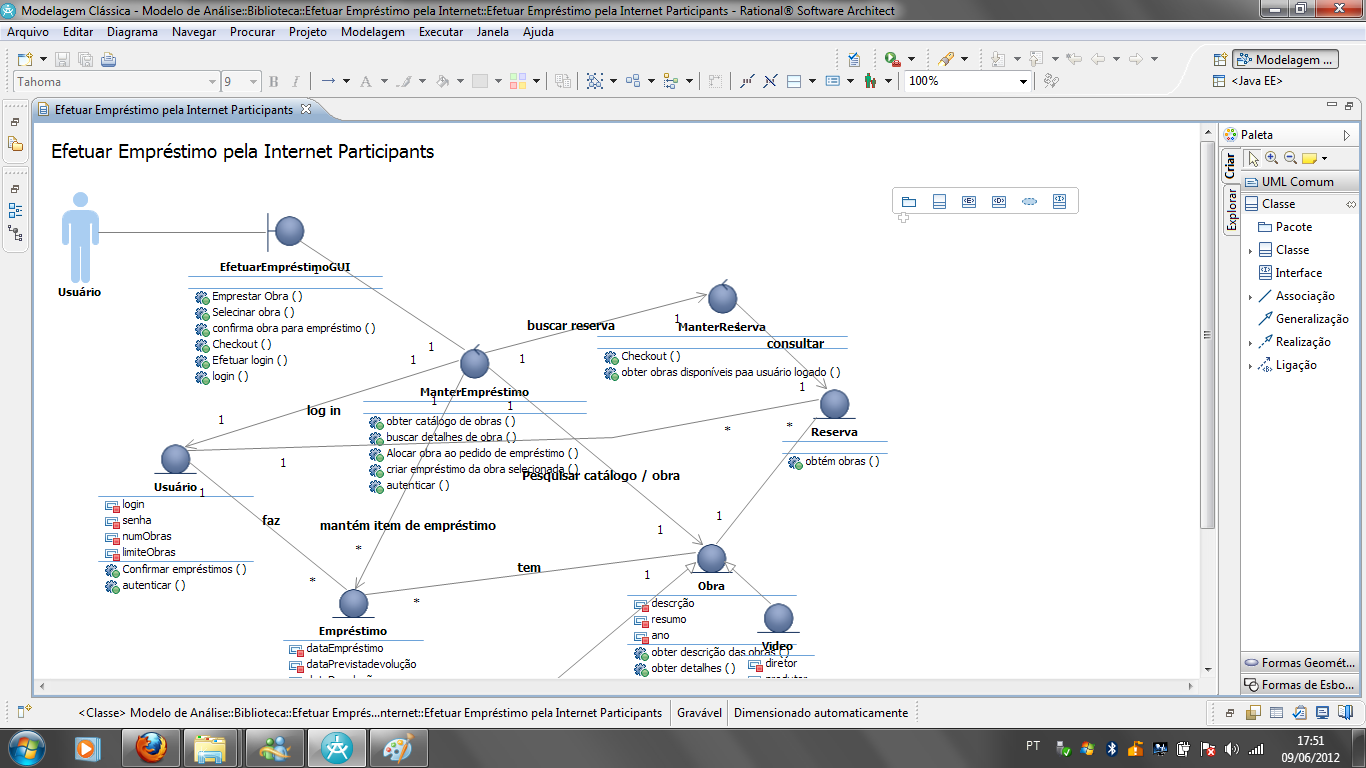 Modelagem Clássica - Modelo de Análise::Biblioteca::Efetuar Empréstimo pela Internet::Efetuar Empréstimo pela Internet Participants - Rational® Software Architect
Arquivo Editar Diagrama Navegar Procurar Projeto Modelagem Executar Janela Ajuda
Modelagem ...
Tahoma 9 B I A 100% <Java EE>
Efetuar Empréstimo pela Internet Participants
Efetuar Empréstimo pela Internet Participants
Usuário
EfetuarEmpréstimoGUI
1
Emprestar Obra ( )
Selecinar obra ( )
confirma obra para empréstimo ( )
Checkout ( )
Efetuar login ( )
login ( )
buscar reserva
1
ManterReserva
1
Checkout ( )
obter obras disponíveis paa usuário logado ( )
consultar
1
1
1
1
ManterEmpréstimo
1
1
obter catálogo de obras ( )
buscar detalhes de obra ( )
Alocar obra ao pedido de empréstimo ( )
criar empréstimo da obra selecionada ( )
autenticar ( )
log in
1
1
*
*
Reserva
obtém obras ( )
Pesquisar catálogo / obra
Usuário
1
login
senha
numObras
limiteObras
Confirmar empréstimos ( )
autenticar ( )
faz
mantém item de empréstimo
*
*
1
1
tem
*
1
Empréstimo
dataEmpréstimo
dataPrevistadevolução
Obra
descrção
resumo
ano
obter descrição das obras ( )
obter detalhes ( )
Video
diretor
Paleta
Criar
Explorar
UML Comum
Classe
Pacote
Classe
Interface
Associação
Generalização
Realização
Ligação
Formas Geomét...
Formas de Esbo...
<Classe> Modelo de Análise::Biblioteca::Efetuar Emprés...nternet::Efetuar Empréstimo pela Internet Participants Gravável Dimensionado automaticamente
PT
17:51
09/06/2012